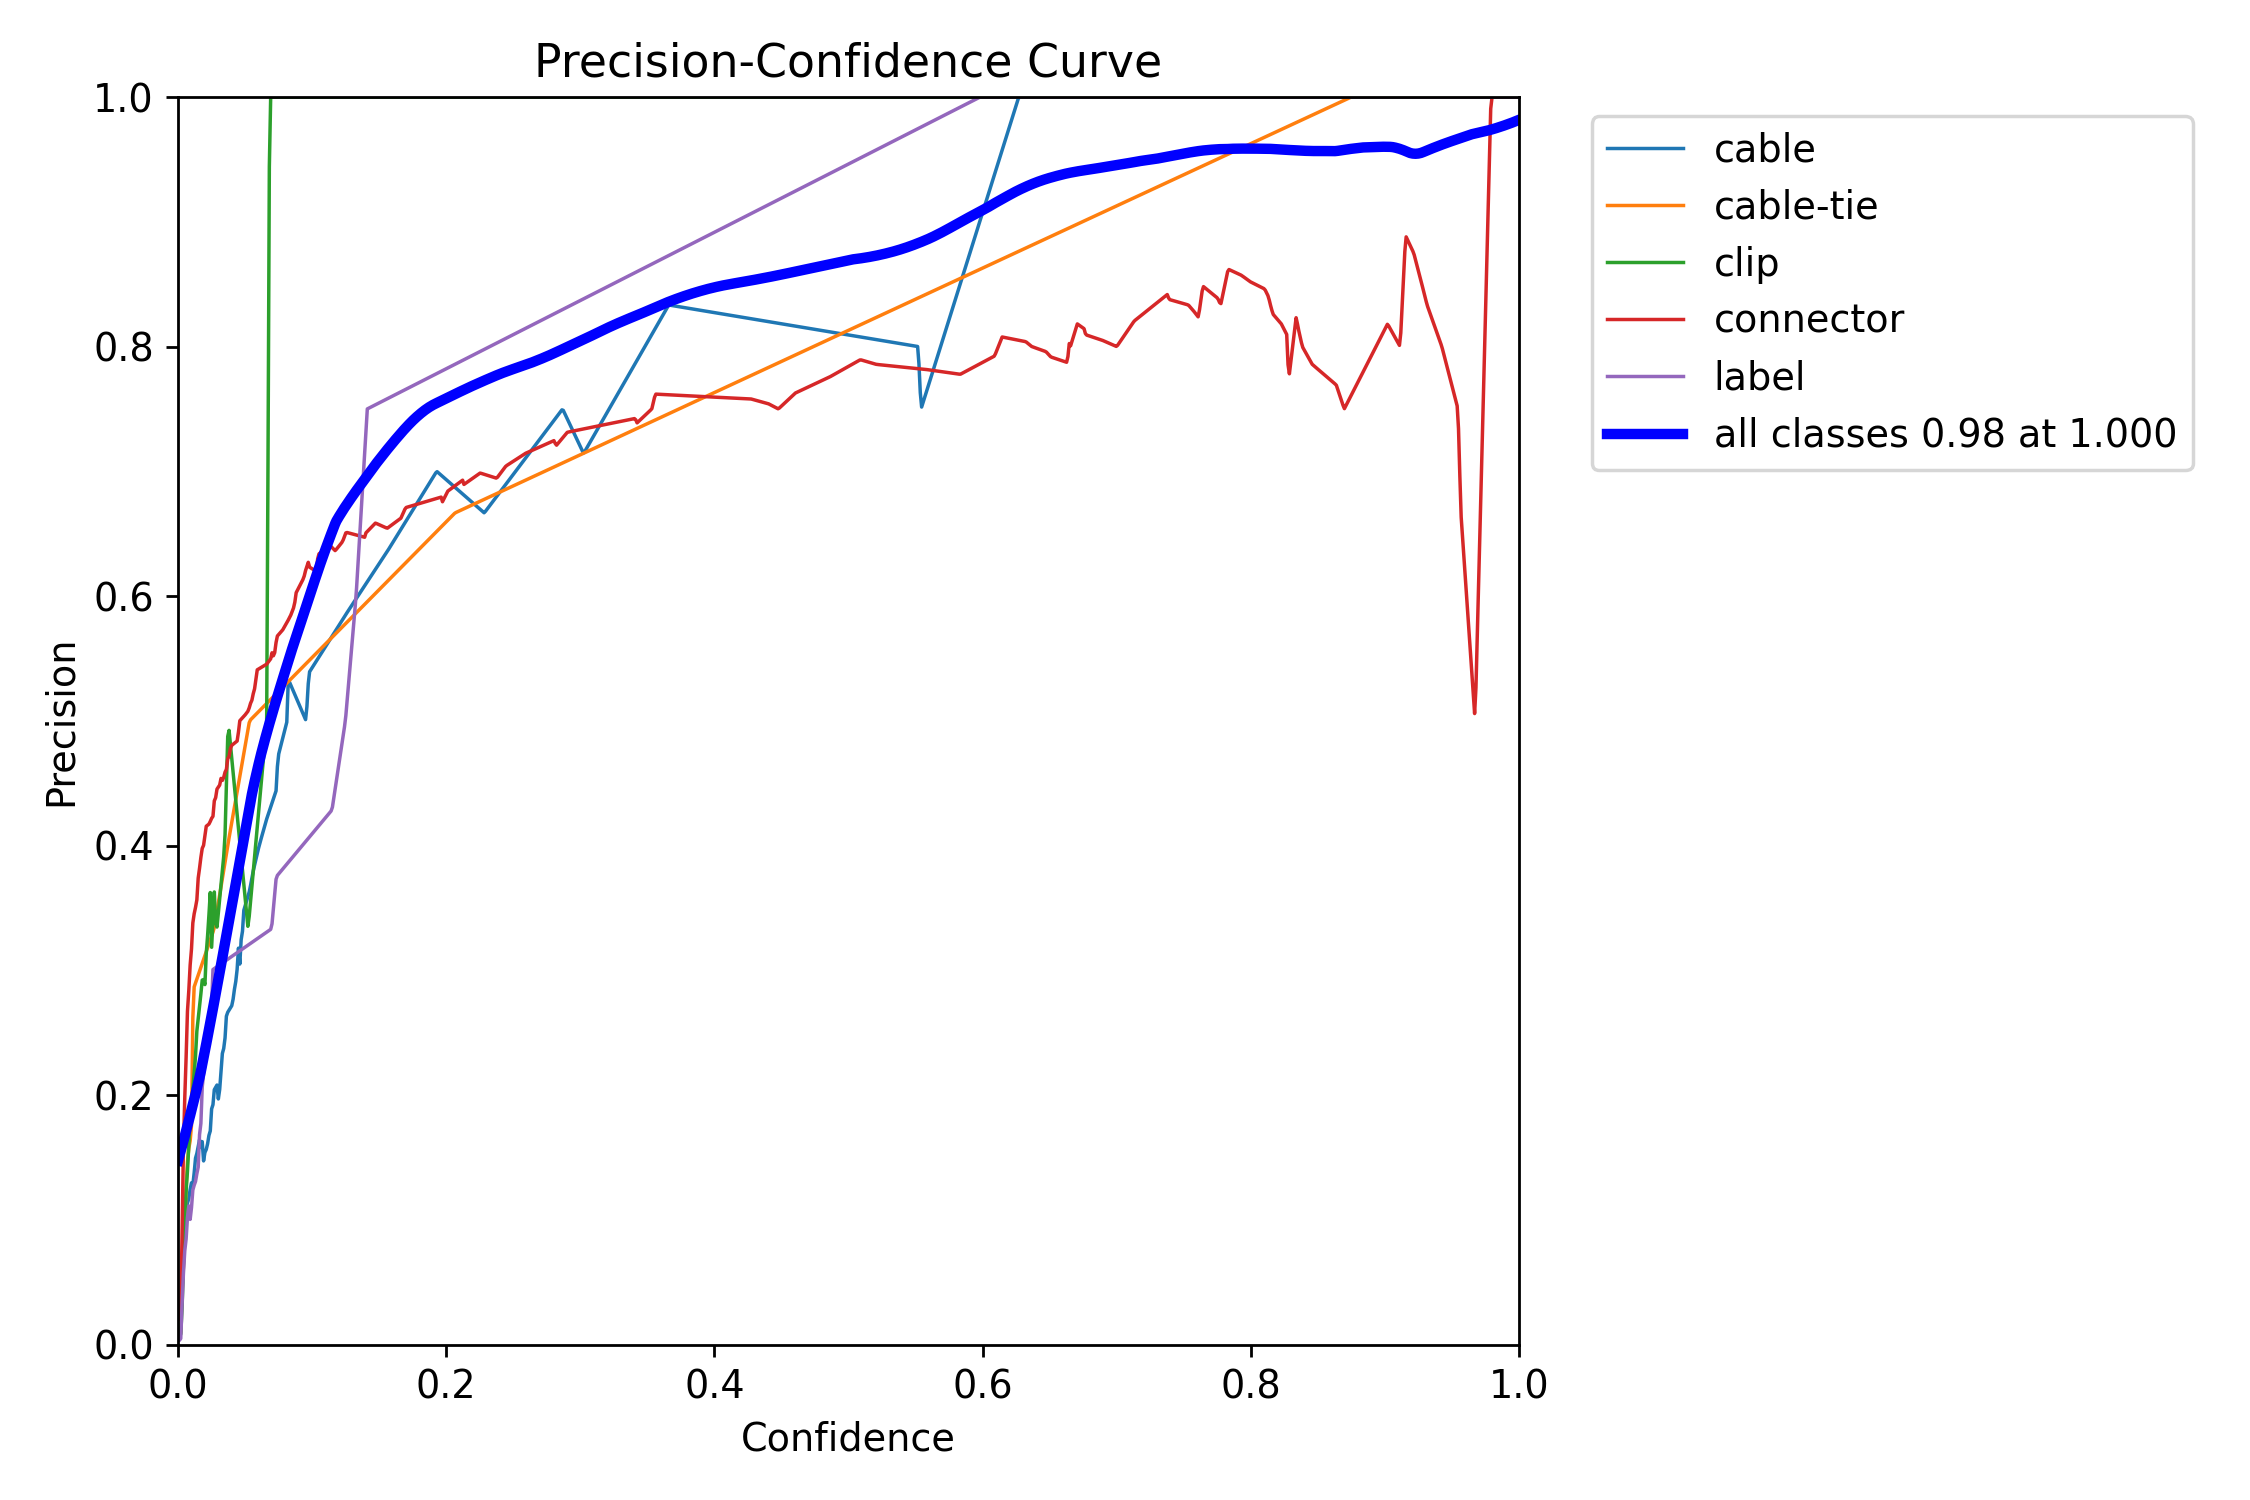 Precision-Confidence Curve
1.0
0.8
0.6
0.4
0.2
0.0
Precision
0.0 0.2 0.4 0.6 0.8 1.0
Confidence
cable
cable-tie
clip
connector
label
all classes 0.98 at 1.000